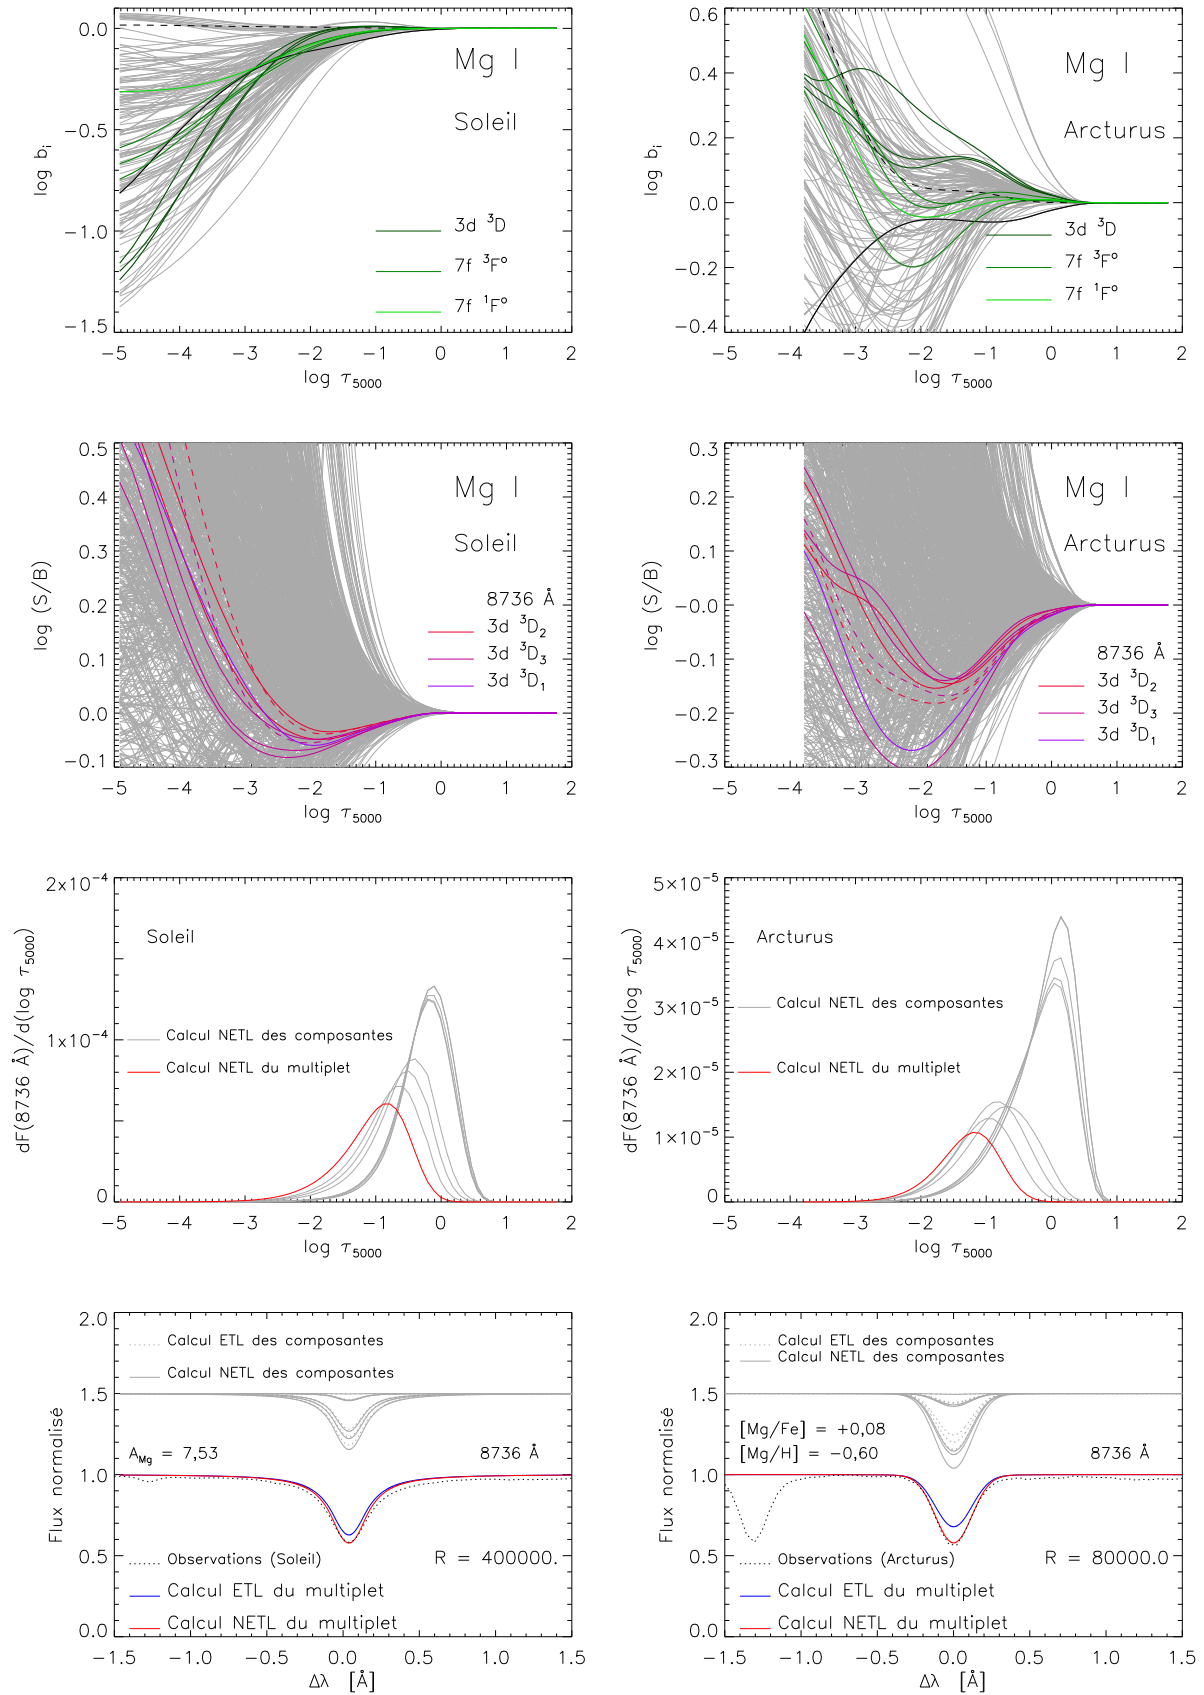 0.0
−0.5
−1.0
−1.5
log bᵢ
Mg I
Soleil
3d ³D
7f ³F°
7f ¹F°
−5 −4 −3 −2 −1 0 1 2
log τ₅₀₀₀
0.6
0.4
0.2
0.0
−0.2
−0.4
log bᵢ
Mg I
Arcturus
3d ³D
7f ³F°
7f ¹F°
−5 −4 −3 −2 −1 0 1 2
log τ₅₀₀₀
0.5
0.4
0.3
0.2
0.1
0.0
−0.1
log (S/B)
Mg I
Soleil
8736 Å
3d ³D₂
3d ³D₃
3d ³D₁
−5 −4 −3 −2 −1 0 1 2
log τ₅₀₀₀
0.3
0.2
0.1
−0.0
−0.1
−0.2
−0.3
log (S/B)
Mg I
Arcturus
8736 Å
3d ³D₂
3d ³D₃
3d ³D₁
−5 −4 −3 −2 −1 0 1 2
log τ₅₀₀₀
2×10⁻⁴
1×10⁻⁴
0
dF(8736 Å)/d(log τ₅₀₀₀)
Soleil
Calcul NETL des composantes
Calcul NETL du multiplet
−5 −4 −3 −2 −1 0 1 2
log τ₅₀₀₀
5×10⁻⁵
4×10⁻⁵
3×10⁻⁵
2×10⁻⁵
1×10⁻⁵
0
dF(8736 Å)/d(log τ₅₀₀₀)
Arcturus
Calcul NETL des composantes
Calcul NETL du multiplet
−5 −4 −3 −2 −1 0 1 2
log τ₅₀₀₀
2.0
1.5
1.0
0.5
0.0
Flux normalisé
Calcul ETL des composantes
Calcul NETL des composantes
A_Mg = 7,53
8736 Å
Observations (Soleil)
R = 400000.
Calcul ETL du multiplet
Calcul NETL du multiplet
−1.5 −1.0 −0.5 0.0 0.5 1.0 1.5
Δλ [Å]
2.0
1.5
1.0
0.5
0.0
Flux normalisé
Calcul ETL des composantes
Calcul NETL des composantes
[Mg/Fe] = +0,08
[Mg/H] = −0,60
8736 Å
Observations (Arcturus)
R = 80000.0
Calcul ETL du multiplet
Calcul NETL du multiplet
−1.5 −1.0 −0.5 0.0 0.5 1.0 1.5
Δλ [Å]